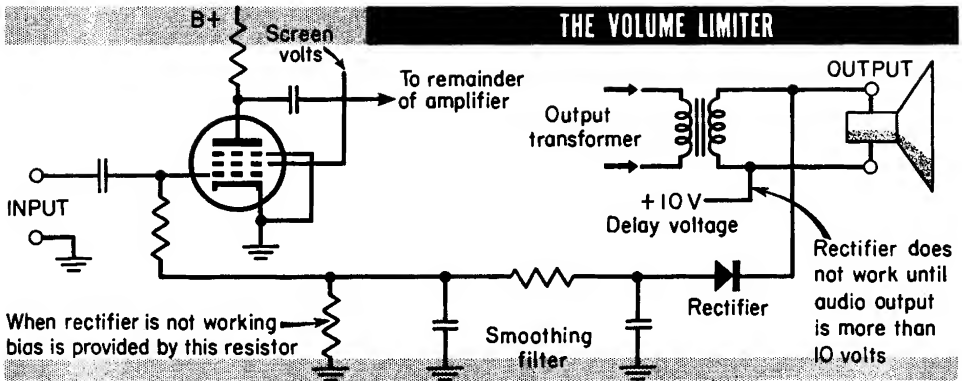 THE VOLUME LIMITER
B+
Screen
volts
To remainder
of amplifier
INPUT
Output
transformer
OUTPUT
+10V
Delay voltage
Rectifier does
not work until
audio output
is more than
10 volts
Rectifier
Smoothing
filter
When rectifier is not working
bias is provided by this resistor